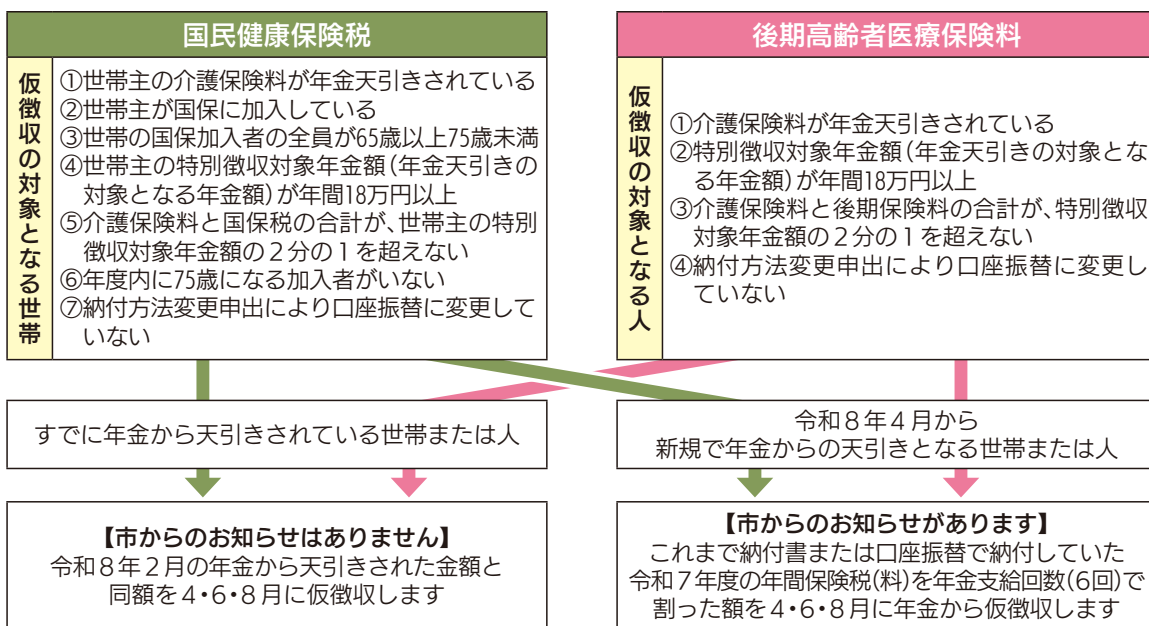 国民健康保険税
仮徴収の対象となる世帯
①世帯主の介護保険料が年金天引きされている
②世帯主が国保に加入している
③世帯の国保加入者の全員が65歳以上75歳未満
④世帯主の特別徴収対象年金額(年金天引きの
対象となる年金額)が年間18万円以上
⑤介護保険料と国保税の合計が、世帯主の特別
徴収対象年金額の2分の1を超えない
⑥年度内に75歳になる加入者がいない
⑦納付方法変更申出により口座振替に変更して
いない
後期高齢者医療保険料
仮徴収の対象となる人
①介護保険料が年金天引きされている
②特別徴収対象年金額(年金天引きの対象とな
る年金額)が年間18万円以上
③介護保険料と後期保険料の合計が、特別徴収
対象年金額の2分の1を超えない
④納付方法変更申出により口座振替に変更し
ていない
すでに年金から天引きされている世帯または人
令和8年4月から
新規で年金からの天引きとなる世帯または人
【市からのお知らせはありません】
令和8年2月の年金から天引きされた金額と
同額を4・6・8月に仮徴収します
【市からのお知らせがあります】
これまで納付書または口座振替で納付していた
令和7年度の年間保険税(料)を年金支給回数(6回)で
割った額を4・6・8月に年金から仮徴収します